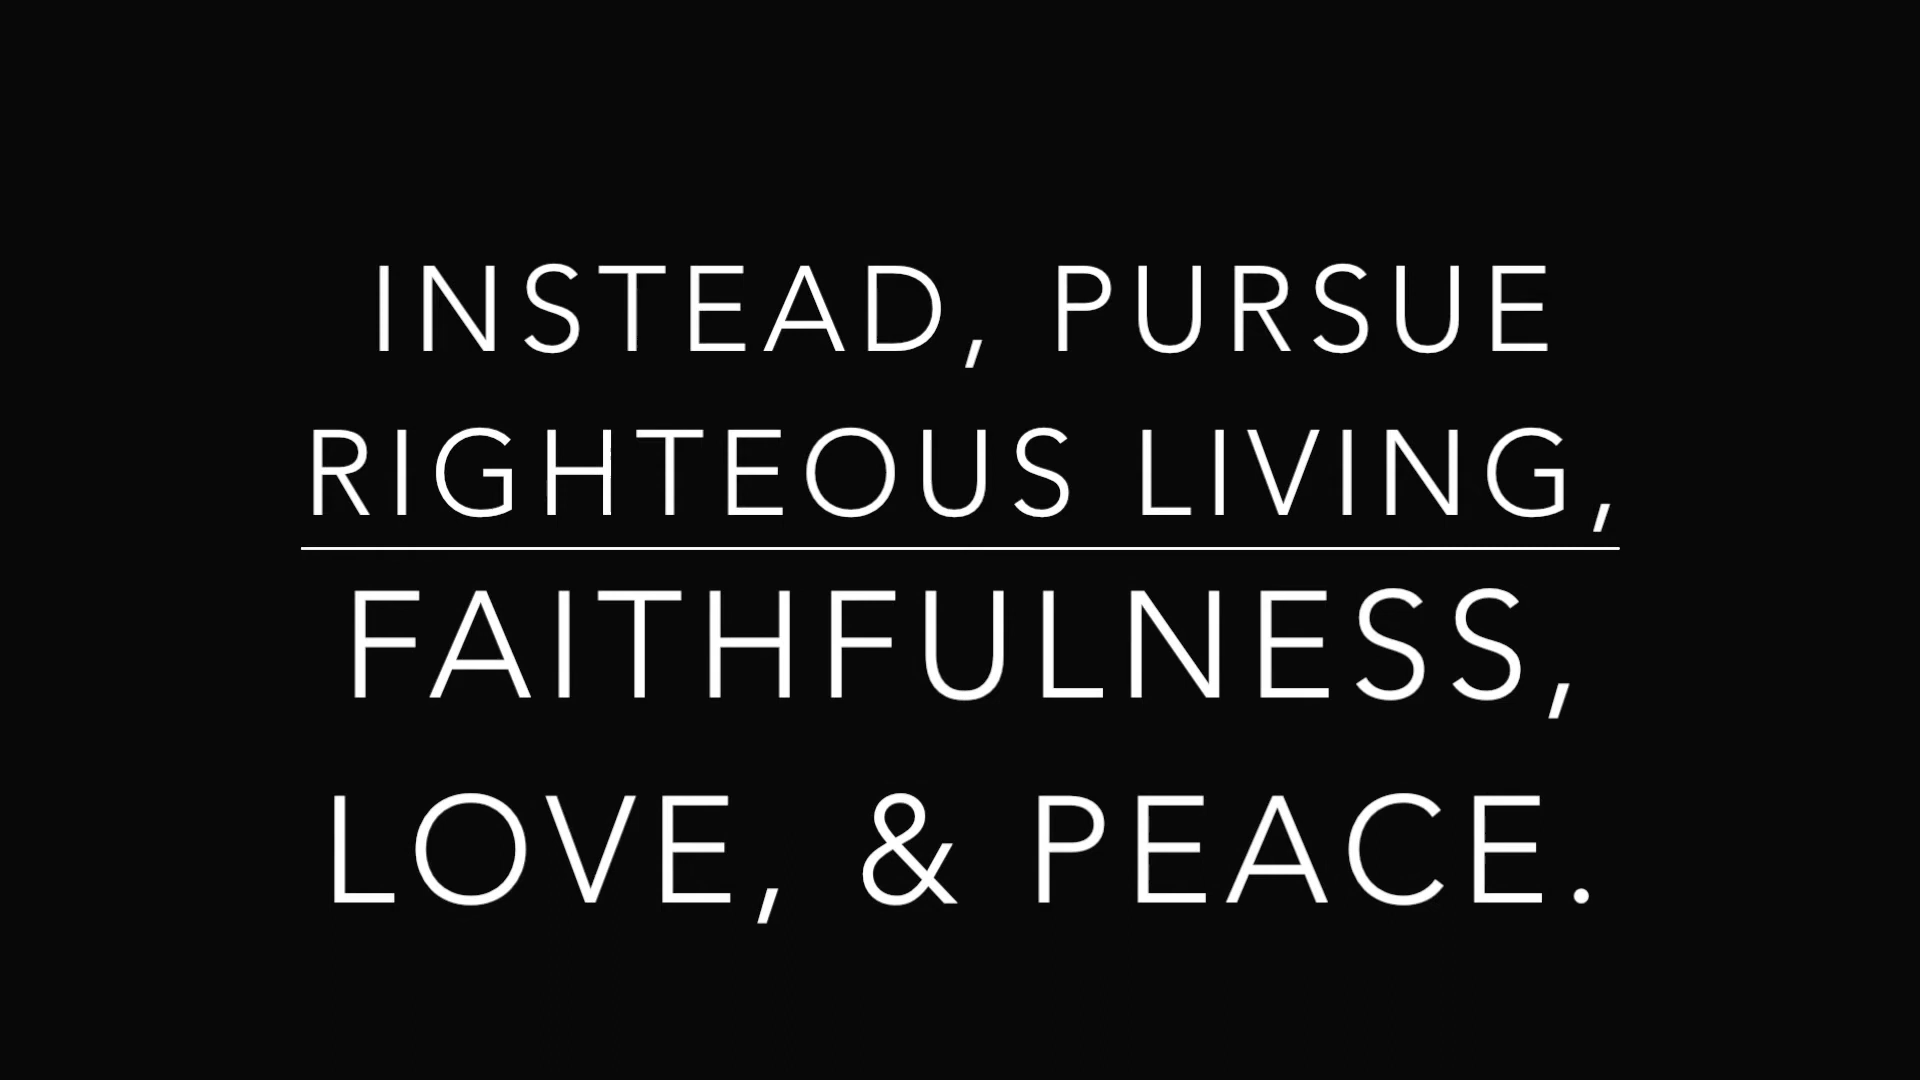 INSTEAD, PURSUE
RIGHTEOUS LIVING,
FAITHFULNESS,
LOVE, & PEACE.